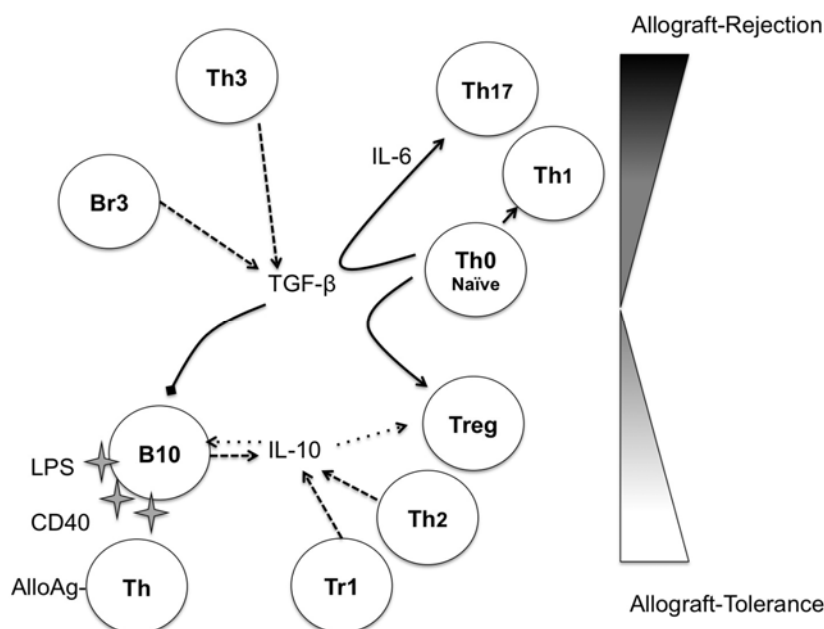 Allograft-Rejection
Th3
Th17
IL-6
Th1
Br3
Th0
Naïve
TGF-β
Treg
B10
IL-10
LPS
Th2
CD40
AlloAg-
Th
Tr1
Allograft-Tolerance